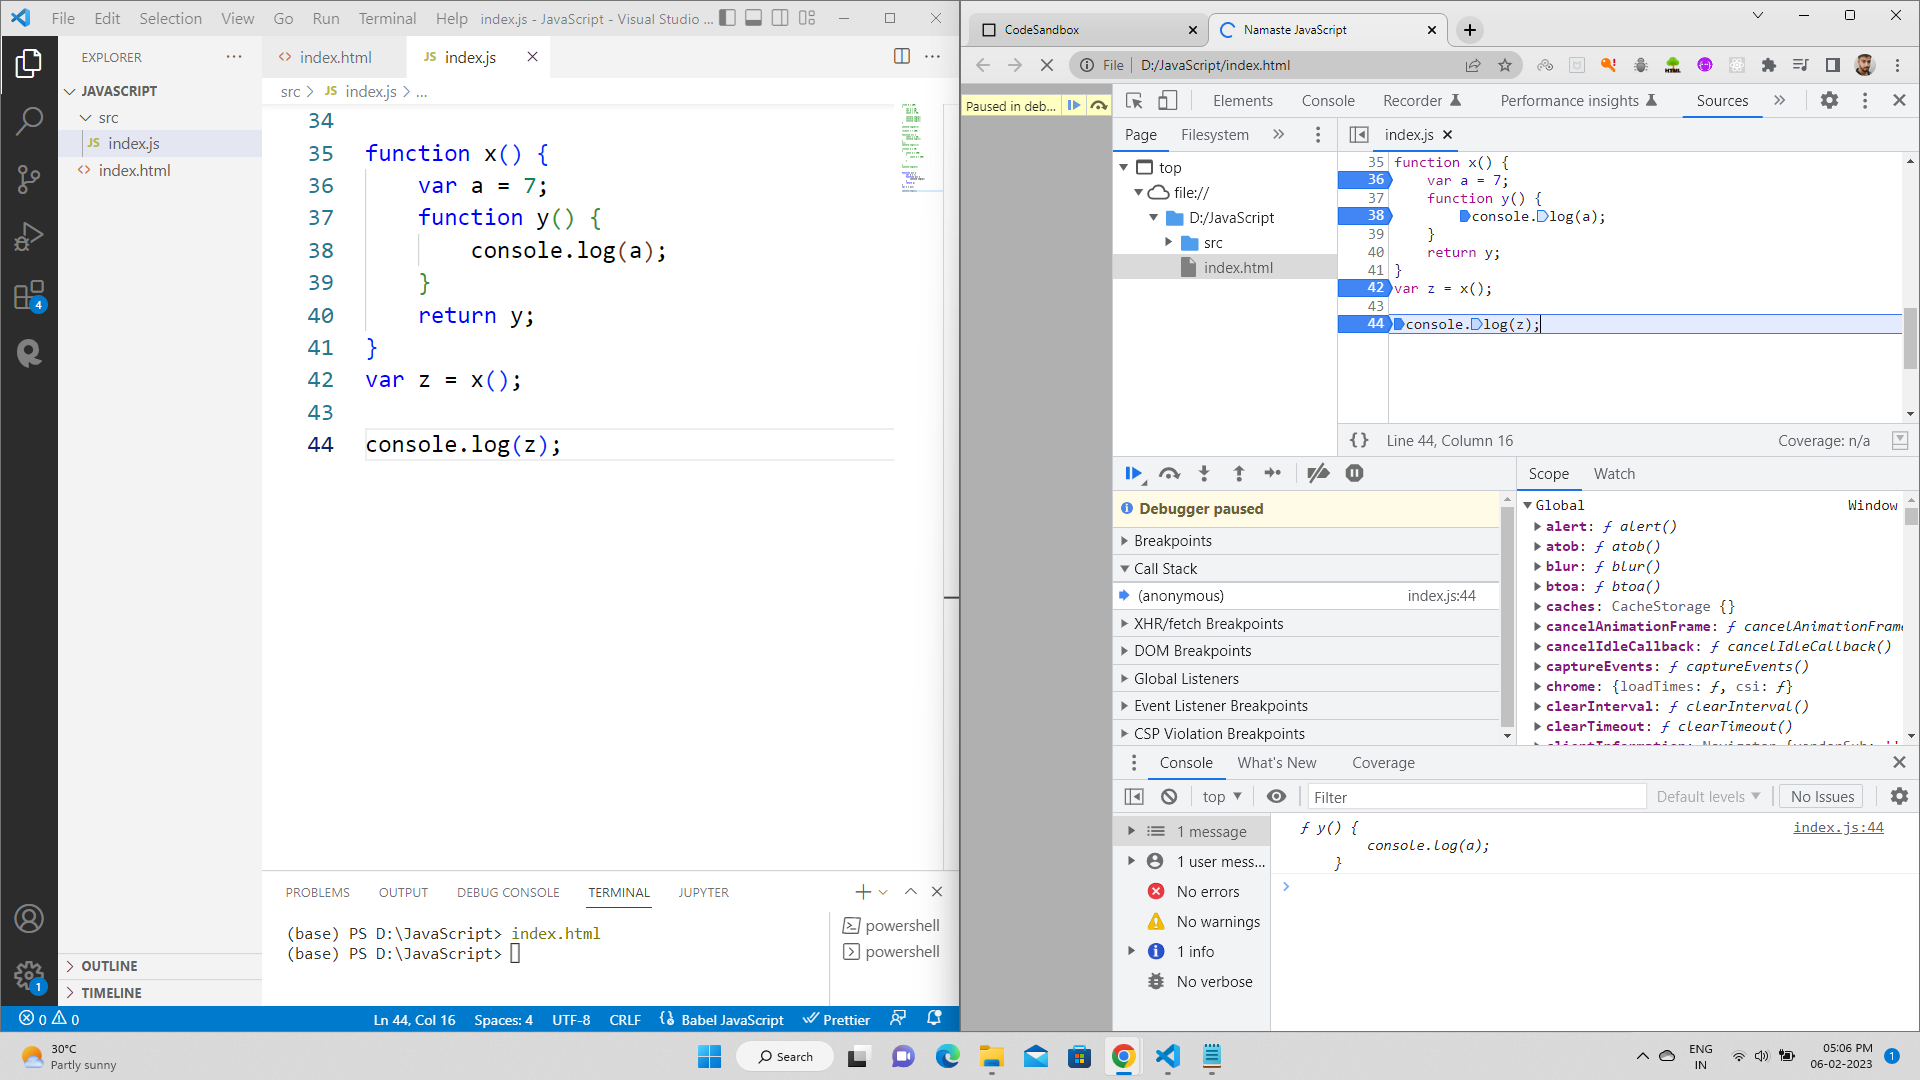 File Edit Selection View Go Run Terminal Help index.js - JavaScript - Visual Studio ...
EXPLORER
JAVASCRIPT
src
JS index.js
index.html
OUTLINE
TIMELINE
4
1
index.html
JS index.js
src > JS index.js > ...
34
35 function x() {
36 var a = 7;
37 function y() {
38 console.log(a);
39 }
40 return y;
41 }
42 var z = x();
43
44 console.log(z);
PROBLEMS OUTPUT DEBUG CONSOLE TERMINAL JUPYTER
(base) PS D:\JavaScript> index.html
(base) PS D:\JavaScript>
powershell
powershell
0 0 Ln 44, Col 16 Spaces: 4 UTF-8 CRLF Babel JavaScript Prettier
CodeSandbox
Namaste JavaScript
File D:/JavaScript/index.html
Paused in deb...
Elements Console Recorder Performance insights Sources
Page Filesystem
top
file://
D:/JavaScript
src
index.html
index.js
35 function x() {
36 var a = 7;
37 function y() {
38 console.log(a);
39 }
40 return y;
41 }
42 var z = x();
43
44 console.log(z);
{} Line 44, Column 16 Coverage: n/a
Debugger paused
Breakpoints
Call Stack
(anonymous) index.js:44
XHR/fetch Breakpoints
DOM Breakpoints
Global Listeners
Event Listener Breakpoints
CSP Violation Breakpoints
Scope Watch
Global Window
alert: ƒ alert()
atob: ƒ atob()
blur: ƒ blur()
btoa: ƒ btoa()
caches: CacheStorage {}
cancelAnimationFrame: ƒ cancelAnimationFrame
cancelIdleCallback: ƒ cancelIdleCallback()
captureEvents: ƒ captureEvents()
chrome: {loadTimes: ƒ, csi: ƒ}
clearInterval: ƒ clearInterval()
clearTimeout: ƒ clearTimeout()
Console What's New Coverage
top Filter Default levels No Issues
1 message
1 user mess...
No errors
No warnings
1 info
No verbose
ƒ y() { index.js:44
console.log(a);
}
30°C
Partly sunny
Search
ENG
IN
05:06 PM
06-02-2023
1